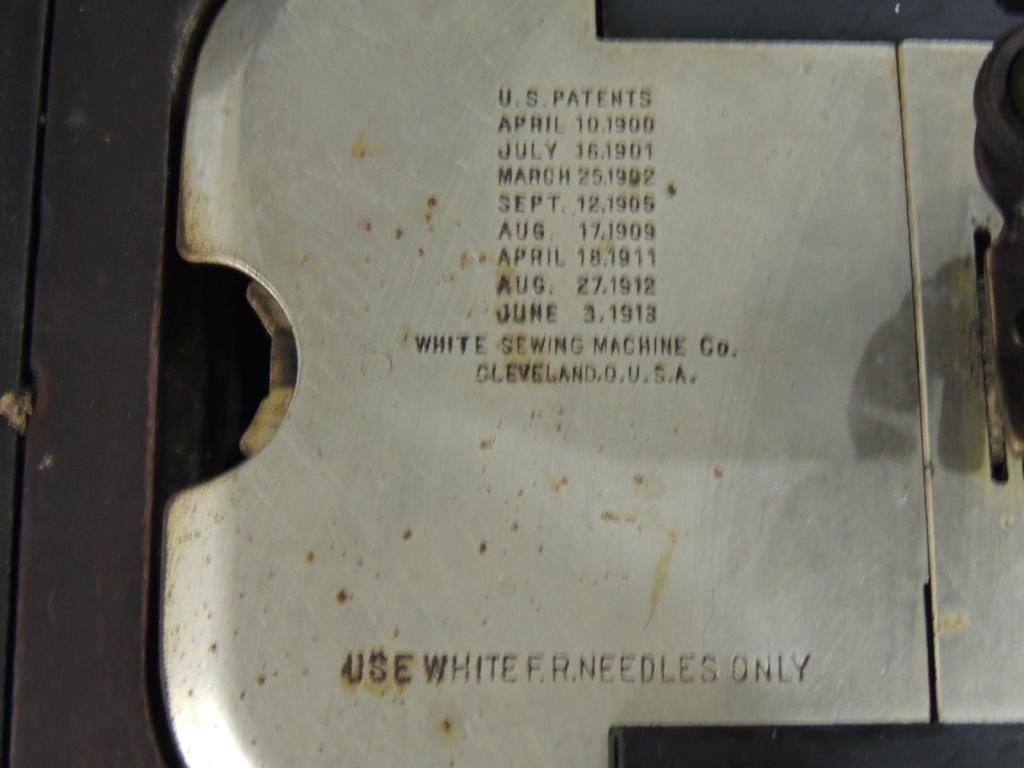 U.S. PATENTS
APRIL 10,1900
JULY 16,1901
MARCH 25,1902
SEPT. 12,1905
AUG. 17,1909
APRIL 18,1911
AUG. 27,1912
JUNE 3,1913
WHITE SEWING MACHINE Co.
CLEVELAND.O.U.S.A.
USE WHITE F.R. NEEDLES ONLY